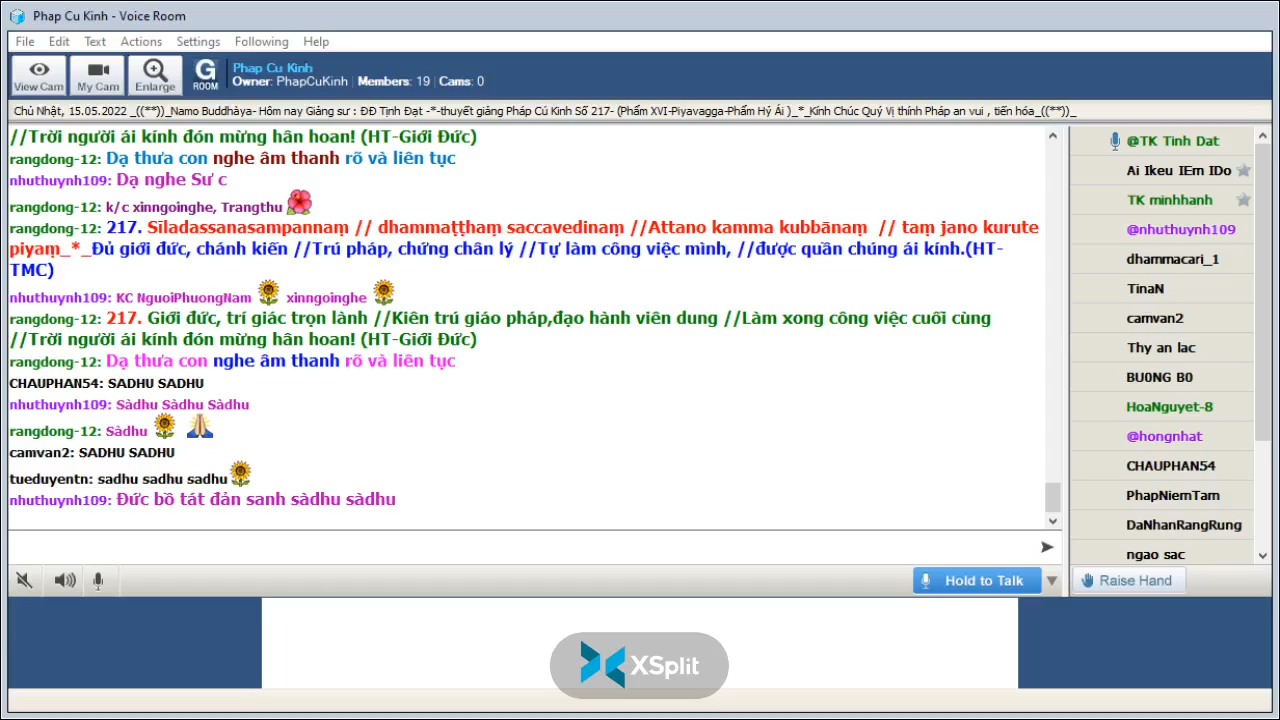 Phap Cu Kinh - Voice Room
File Edit Text Actions Settings Following Help
View Cam My Cam Enlarge G ROOM
Phap Cu Kinh
Owner: PhapCuKinh | Members: 19 | Cams: 0
Chủ Nhật, 15.05.2022 _((**))_Namo Buddhàya- Hôm nay Giảng sư : ĐĐ Tịnh Đạt -*-thuyết giảng Pháp Cú Kinh Số 217- (Phẩm XVI-Piyavagga-Phẩm Hỷ Ái )_*_Kính Chúc Quý Vị thính Pháp an vui , tiến hóa_((**))_
//Trời người ái kính đón mừng hân hoan! (HT-Giới Đức)
rangdong-12: Dạ thưa con nghe âm thanh rõ và liên tục
nhuthuynh109: Dạ nghe Sư c
rangdong-12: k/c xinngoinghe, Trangthu
rangdong-12: 217. Sīladassanasampannaṃ // dhammaṭṭhaṃ saccavedinaṃ //Attano kamma kubbānaṃ // taṃ jano kurute
piyaṃ_*_Đủ giới đức, chánh kiến //Trú pháp, chứng chân lý //Tự làm công việc mình, //được quần chúng ái kính.(HT-
TMC)
nhuthuynh109: KC NguoiPhuongNam xinngoinghe
rangdong-12: 217. Giới đức, trí giác trọn lành //Kiên trú giáo pháp,đạo hành viên dung //Làm xong công việc cuối cùng
//Trời người ái kính đón mừng hân hoan! (HT-Giới Đức)
rangdong-12: Dạ thưa con nghe âm thanh rõ và liên tục
CHAUPHAN54: SADHU SADHU
nhuthuynh109: Sàdhu Sàdhu Sàdhu
rangdong-12: Sàdhu
camvan2: SADHU SADHU
tueduyentn: sadhu sadhu sadhu
nhuthuynh109: Đức bồ tát đản sanh sàdhu sàdhu
@TK Tinh Dat
Ai Ikeu IEm IDo
TK minhhanh
@nhuthuynh109
dhammacari_1
TinaN
camvan2
Thy an lac
BU0NG B0
HoaNguyet-8
@hongnhat
CHAUPHAN54
PhapNiemTam
DaNhanRangRung
ngao sac
Hold to Talk
Raise Hand
XSplit